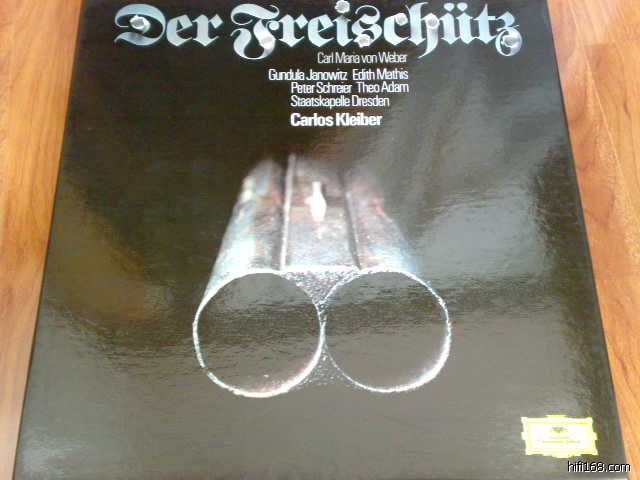 Der Freischütz
Carl Maria von Weber
Gundula Janowitz Edith Mathis
Peter Schreier Theo Adam
Staatskapelle Dresden
Carlos Kleiber
hifi168.com